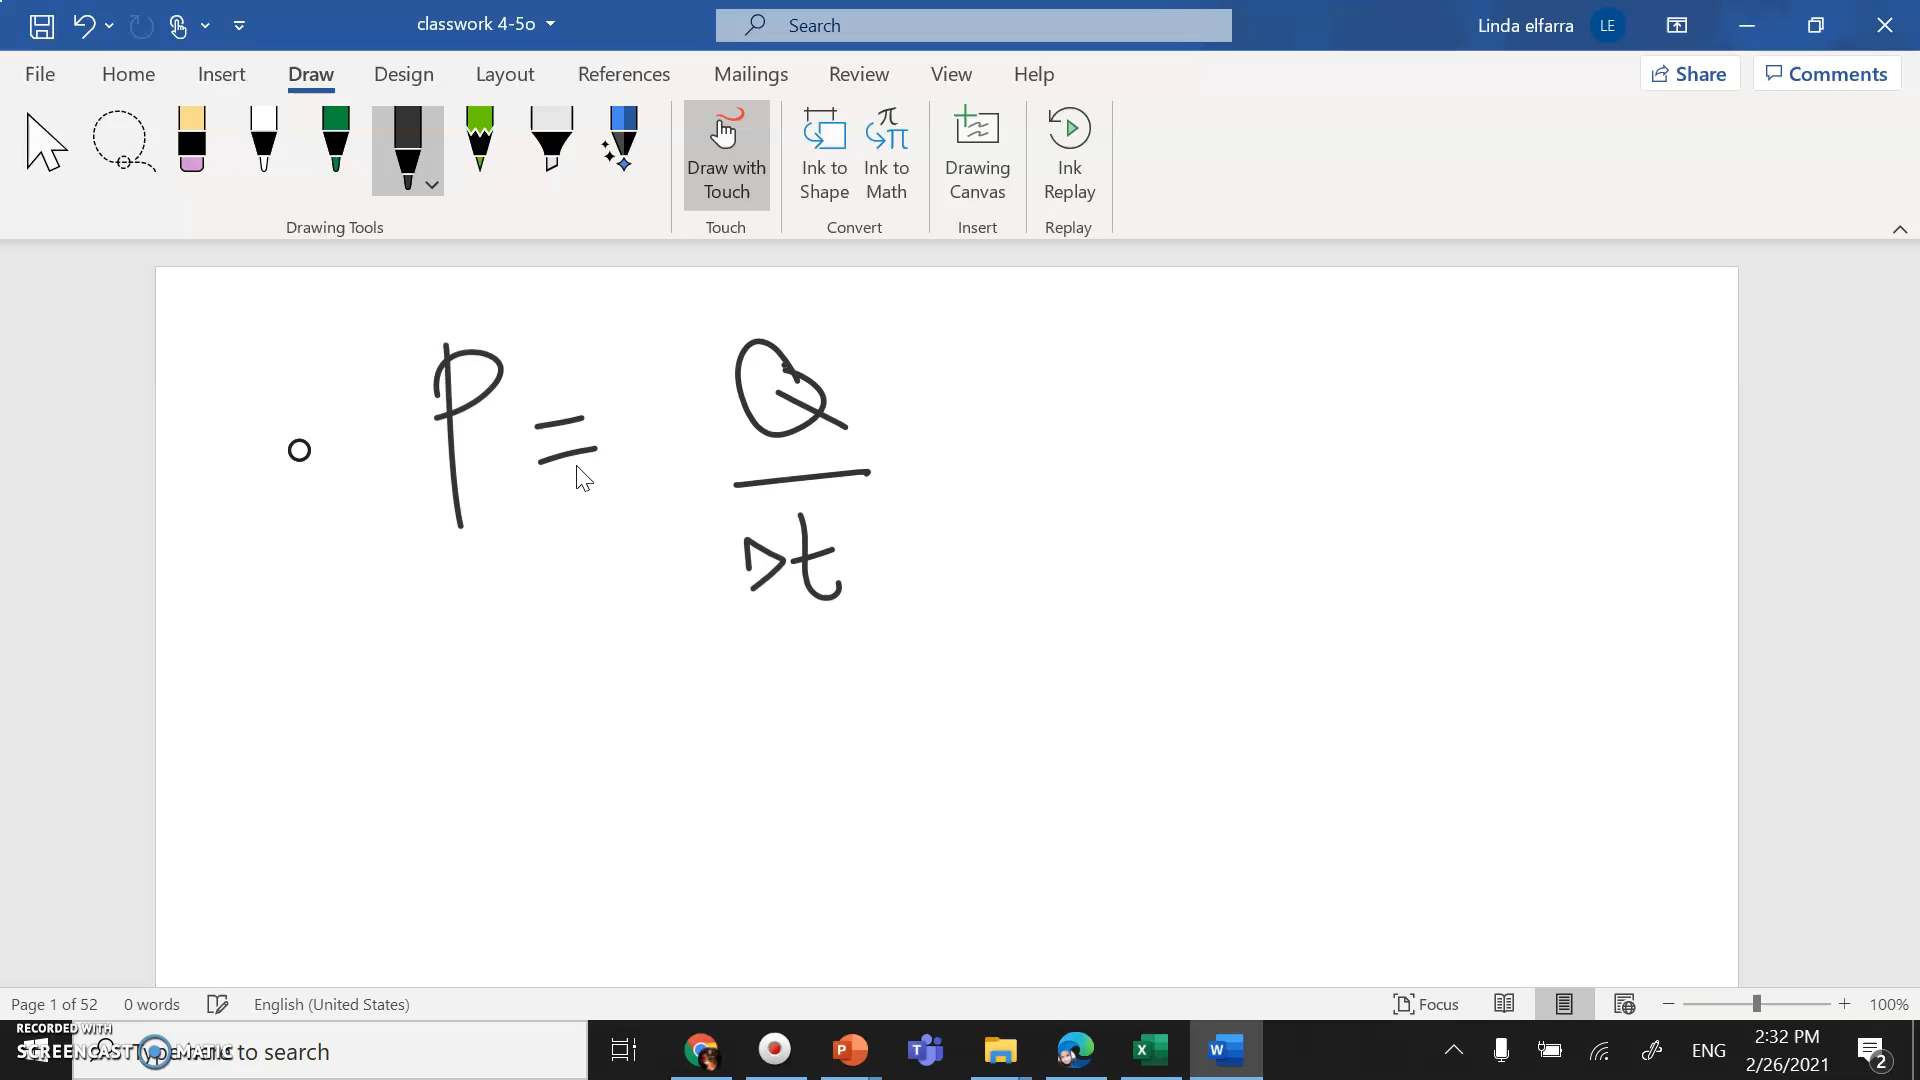 classwork 4-5o
Search
Linda elfarra
LE
File Home Insert Draw Design Layout References Mailings Review View Help
Share
Comments
Draw with Touch
Ink to Shape
Ink to Math
Drawing Canvas
Ink Replay
Drawing Tools
Touch
Convert
Insert
Replay
P = Q
Δt
Page 1 of 52
0 words
English (United States)
Focus
100%
RECORDED WITH
SCREENCAST MATIC
to search
ENG
2:32 PM
2/26/2021
2